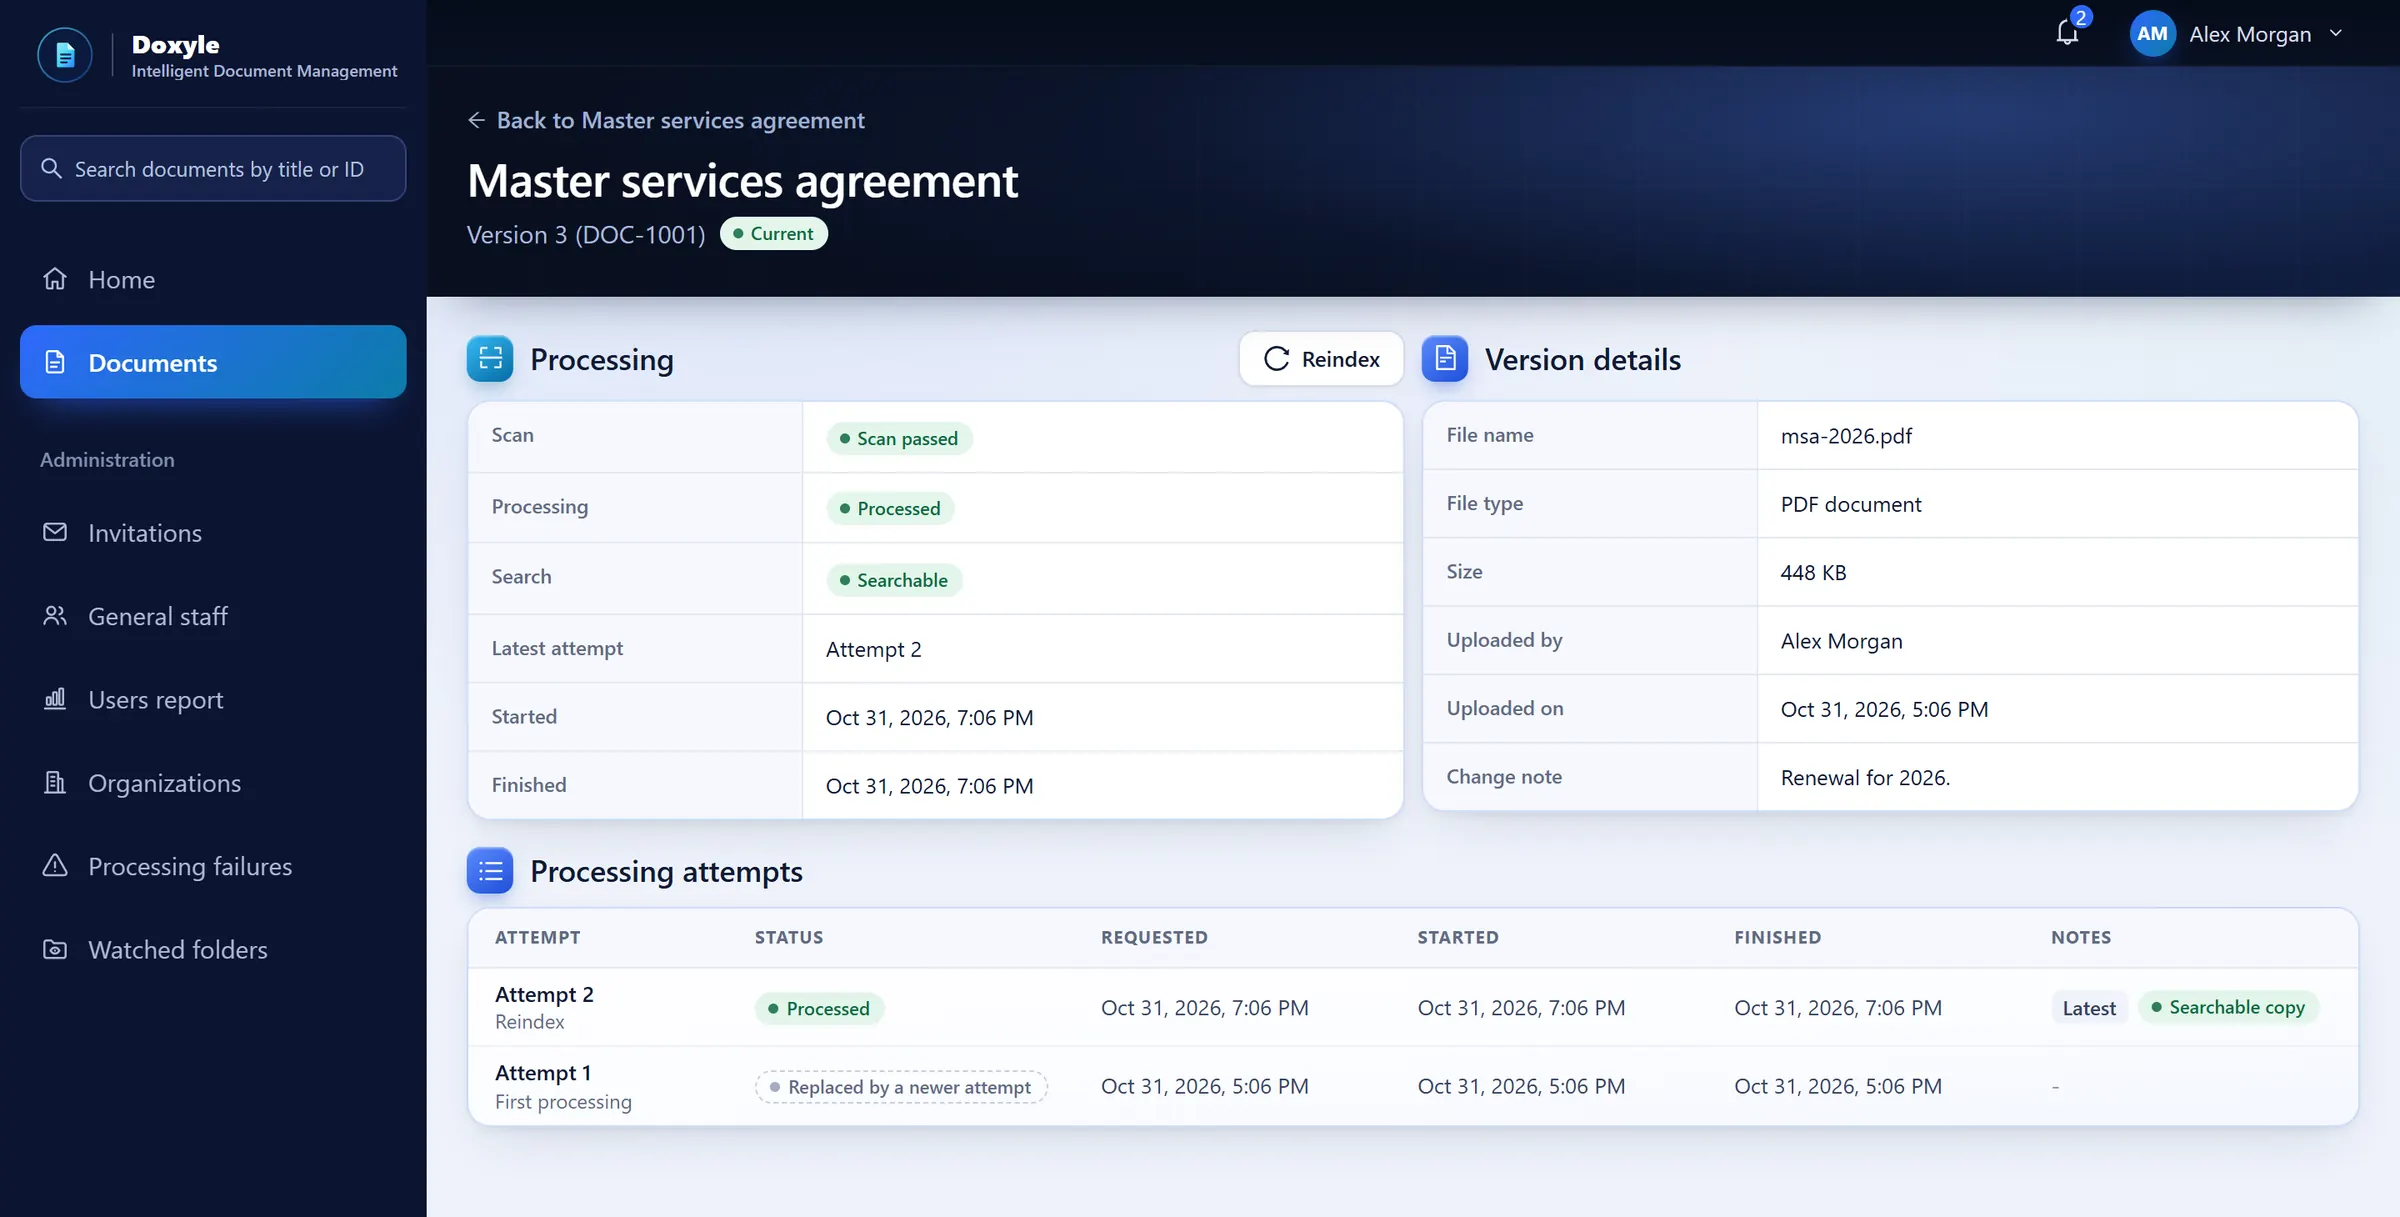 Doxyle
Intelligent Document Management
Search documents by title or ID
Home
Documents
Administration
Invitations
General staff
Users report
Organizations
Processing failures
Watched folders
2
AM
Alex Morgan
Back to Master services agreement
Master services agreement
Version 3 (DOC-1001)
Current
Processing
Reindex
Scan
Scan passed
Processing
Processed
Search
Searchable
Latest attempt
Attempt 2
Started
Oct 31, 2026, 7:06 PM
Finished
Oct 31, 2026, 7:06 PM
Version details
File name
msa-2026.pdf
File type
PDF document
Size
448 KB
Uploaded by
Alex Morgan
Uploaded on
Oct 31, 2026, 5:06 PM
Change note
Renewal for 2026.
Processing attempts
ATTEMPT STATUS REQUESTED STARTED FINISHED NOTES
Attempt 2
Reindex
Processed
Oct 31, 2026, 7:06 PM
Oct 31, 2026, 7:06 PM
Oct 31, 2026, 7:06 PM
Latest
Searchable copy
Attempt 1
First processing
Replaced by a newer attempt
Oct 31, 2026, 5:06 PM
Oct 31, 2026, 5:06 PM
Oct 31, 2026, 5:06 PM
-